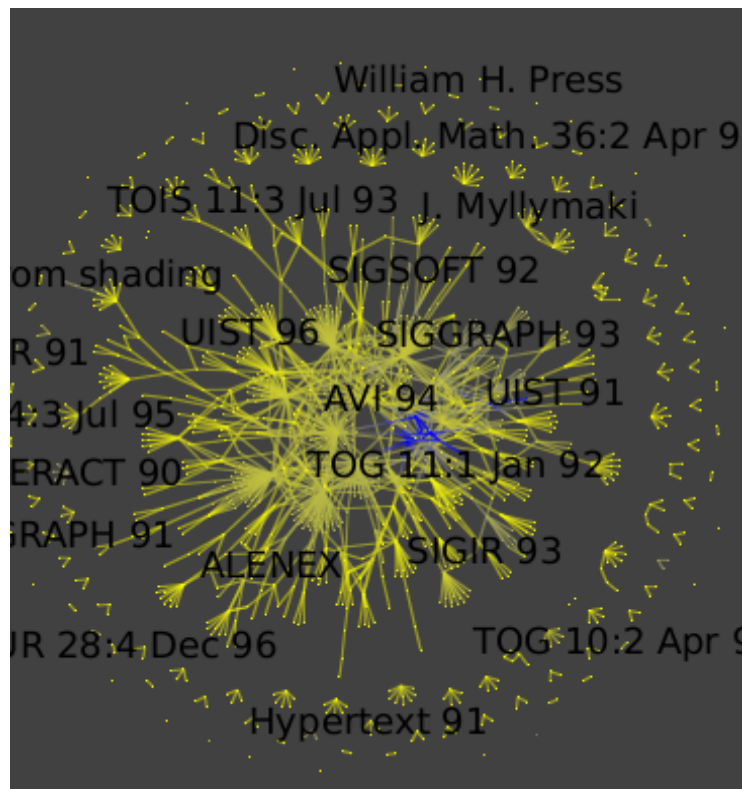 William H. Press
Disc. Appl. Math. 36:2 Apr 9
TOIS 11:3 Jul 93
J. Myllymaki
om shading
SIGSOFT 92
UIST 96
SIGGRAPH 93
R 91
AVI 94
UIST 91
4:3 Jul 95
ERACT 90
TOG 11:1 Jan 92
GRAPH 91
ALENEX
SIGIR 93
UR 28:4 Dec 96
TOG 10:2 Apr 9
Hypertext 91